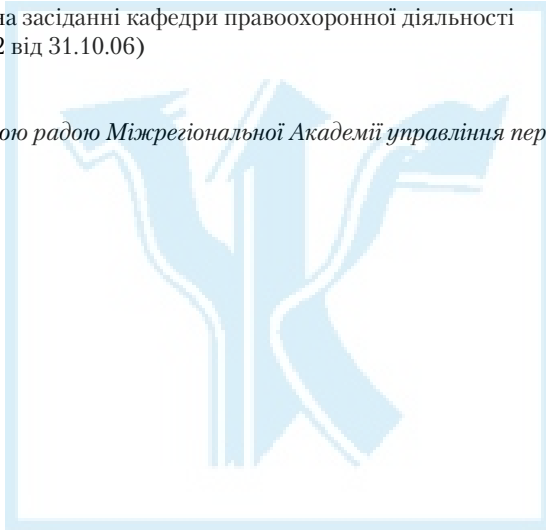 на засіданні кафедри правоохоронної діяльності
2 від 31.10.06)
ою радою Міжрегіональної Академії управління пер